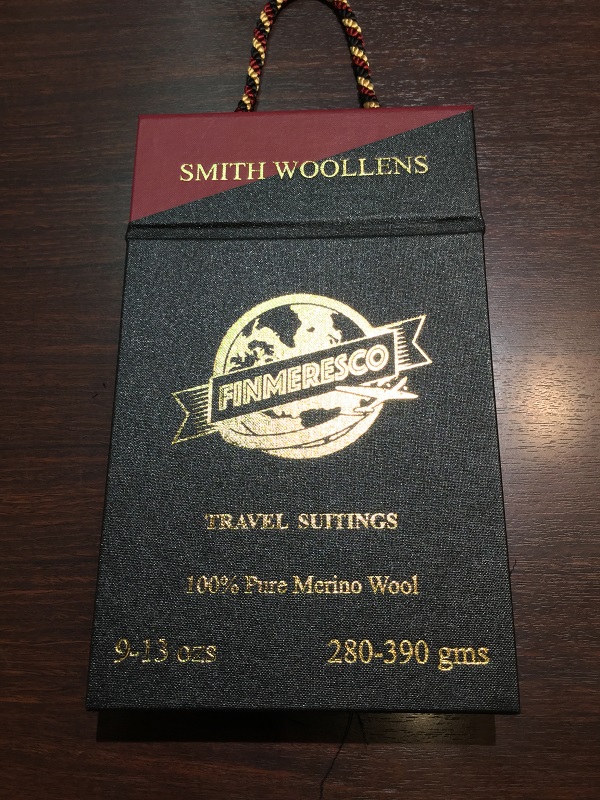 SMITH WOOLLENS
FINMERESCO
TRAVEL SUITINGS
100% Pure Merino Wool
9-13 ozs
280-390 gms